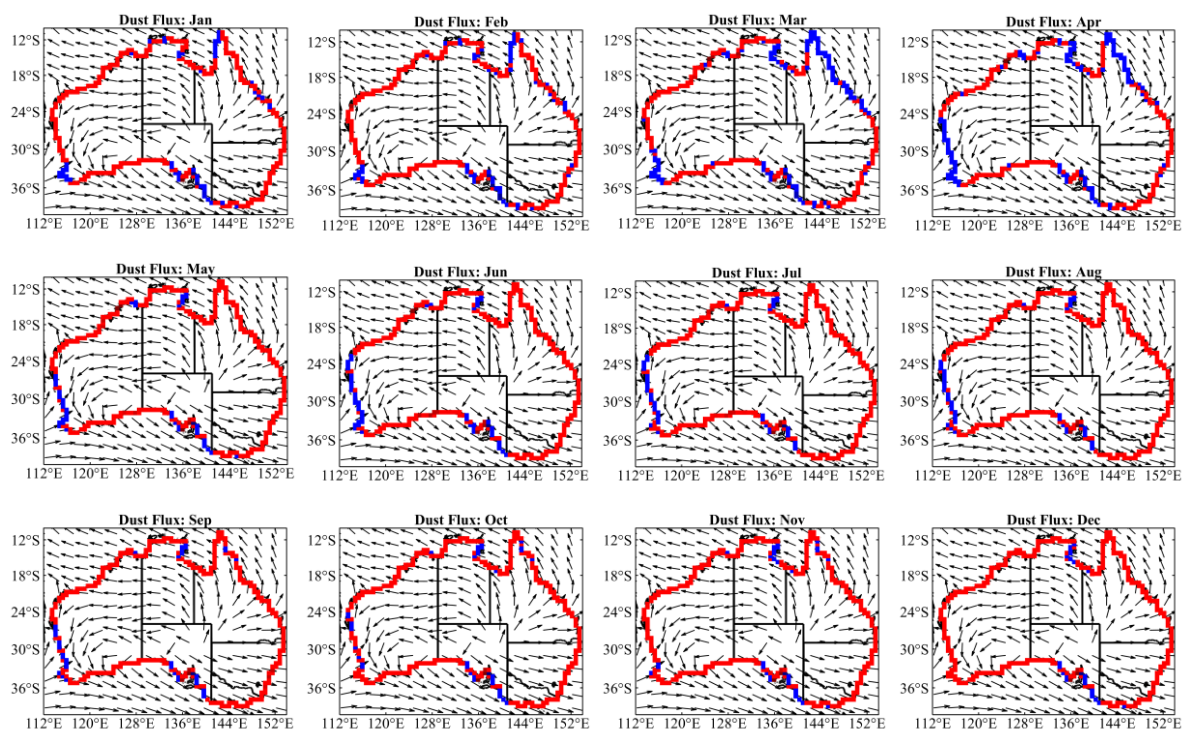 Dust Flux: Jan
Dust Flux: Feb
Dust Flux: Mar
Dust Flux: Apr
12°S
18°S
24°S
30°S
36°S
112°E 120°E 128°E 136°E 144°E 152°E
12°S
18°S
24°S
30°S
36°S
112°E 120°E 128°E 136°E 144°E 152°E
12°S
18°S
24°S
30°S
36°S
112°E 120°E 128°E 136°E 144°E 152°E
12°S
18°S
24°S
30°S
36°S
112°E 120°E 128°E 136°E 144°E 152°E
Dust Flux: May
Dust Flux: Jun
Dust Flux: Jul
Dust Flux: Aug
12°S
18°S
24°S
30°S
36°S
112°E 120°E 128°E 136°E 144°E 152°E
12°S
18°S
24°S
30°S
36°S
112°E 120°E 128°E 136°E 144°E 152°E
12°S
18°S
24°S
30°S
36°S
112°E 120°E 128°E 136°E 144°E 152°E
12°S
18°S
24°S
30°S
36°S
112°E 120°E 128°E 136°E 144°E 152°E
Dust Flux: Sep
Dust Flux: Oct
Dust Flux: Nov
Dust Flux: Dec
12°S
18°S
24°S
30°S
36°S
112°E 120°E 128°E 136°E 144°E 152°E
12°S
18°S
24°S
30°S
36°S
112°E 120°E 128°E 136°E 144°E 152°E
12°S
18°S
24°S
30°S
36°S
112°E 120°E 128°E 136°E 144°E 152°E
12°S
18°S
24°S
30°S
36°S
112°E 120°E 128°E 136°E 144°E 152°E